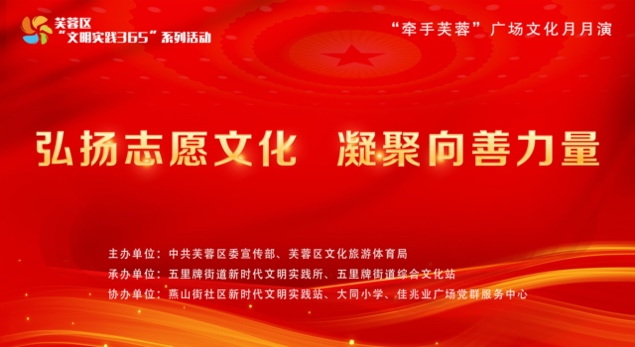 芙蓉区
“文明实践365”系列活动
“牵手芙蓉”广场文化月月演
弘扬志愿文化 凝聚向善力量
主办单位：中共芙蓉区委宣传部、芙蓉区文化旅游体育局
承办单位：五里牌街道新时代文明实践所、五里牌街道综合文化站
协办单位：燕山街社区新时代文明实践站、大同小学、佳兆业广场党群服务中心